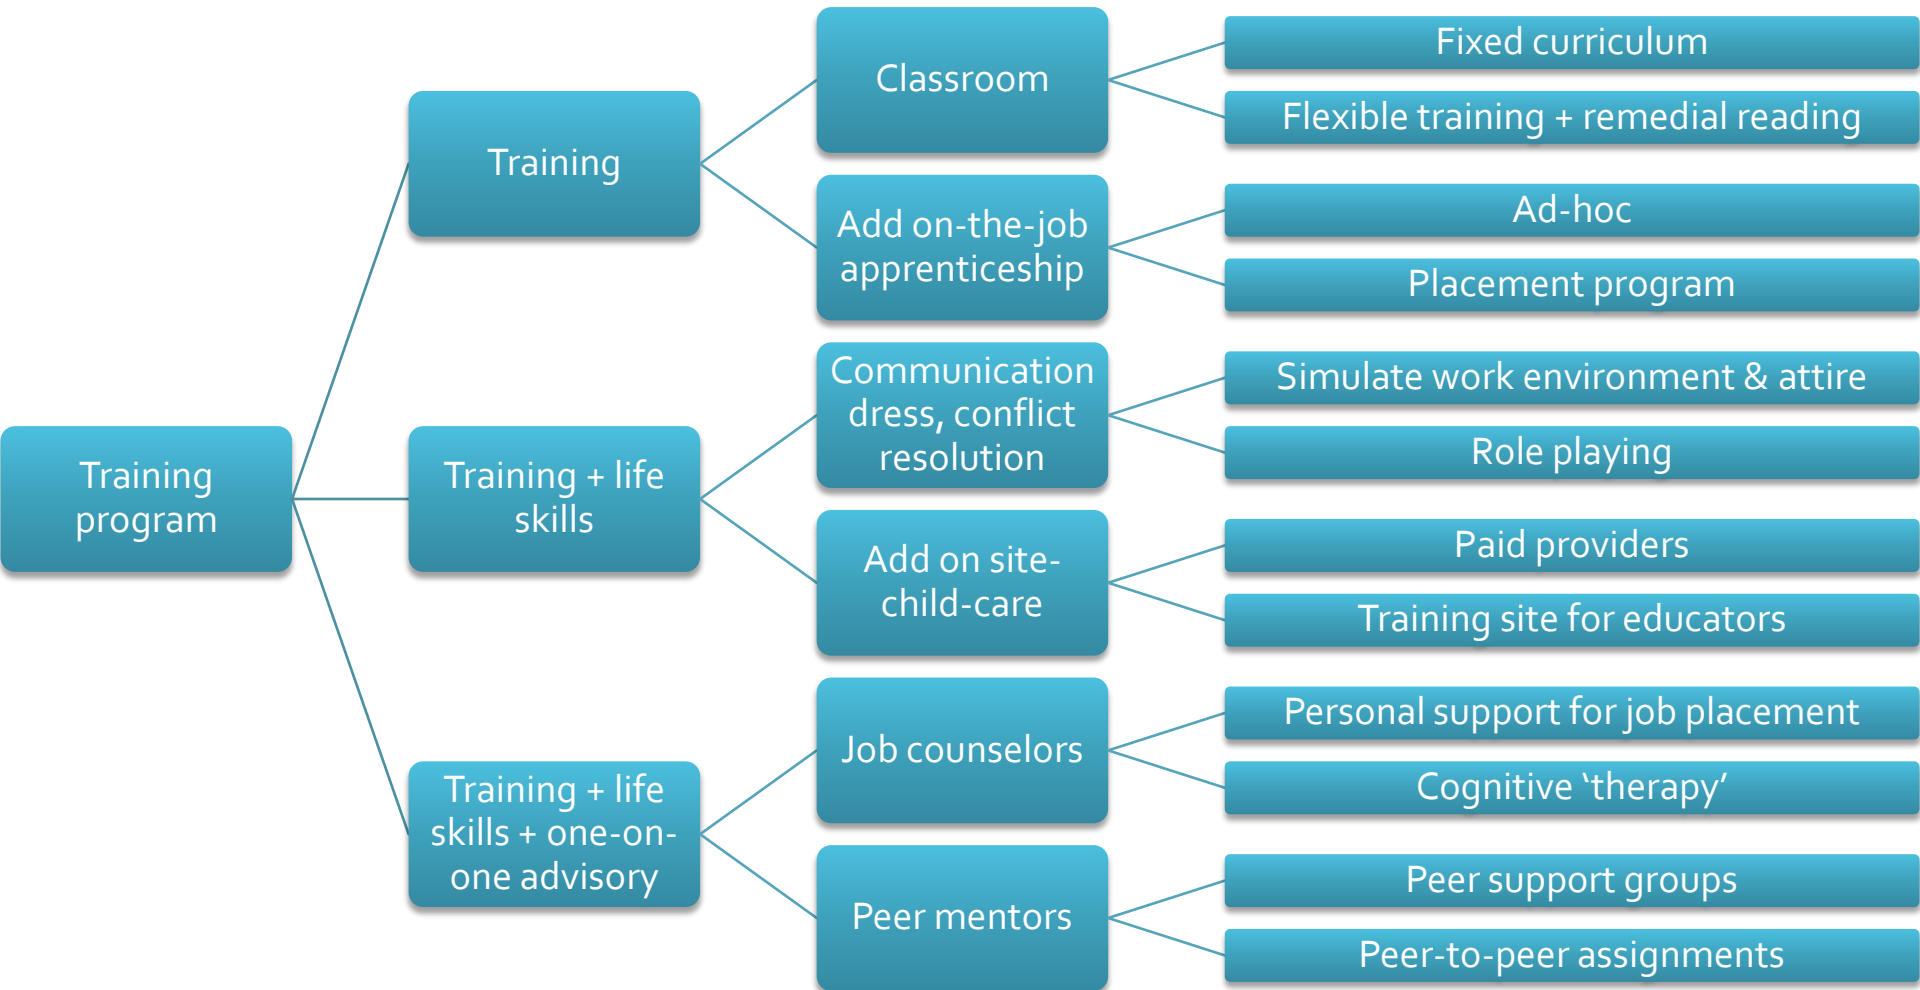 Training
program
Training
Training + life
skills
Training + life
skills + one-on-
one advisory
Classroom
Add on-the-job
apprenticeship
Communication
dress, conflict
resolution
Add on site-
child-care
Job counselors
Peer mentors
Fixed curriculum
Flexible training + remedial reading
Ad-hoc
Placement program
Simulate work environment & attire
Role playing
Paid providers
Training site for educators
Personal support for job placement
Cognitive ‘therapy’
Peer support groups
Peer-to-peer assignments